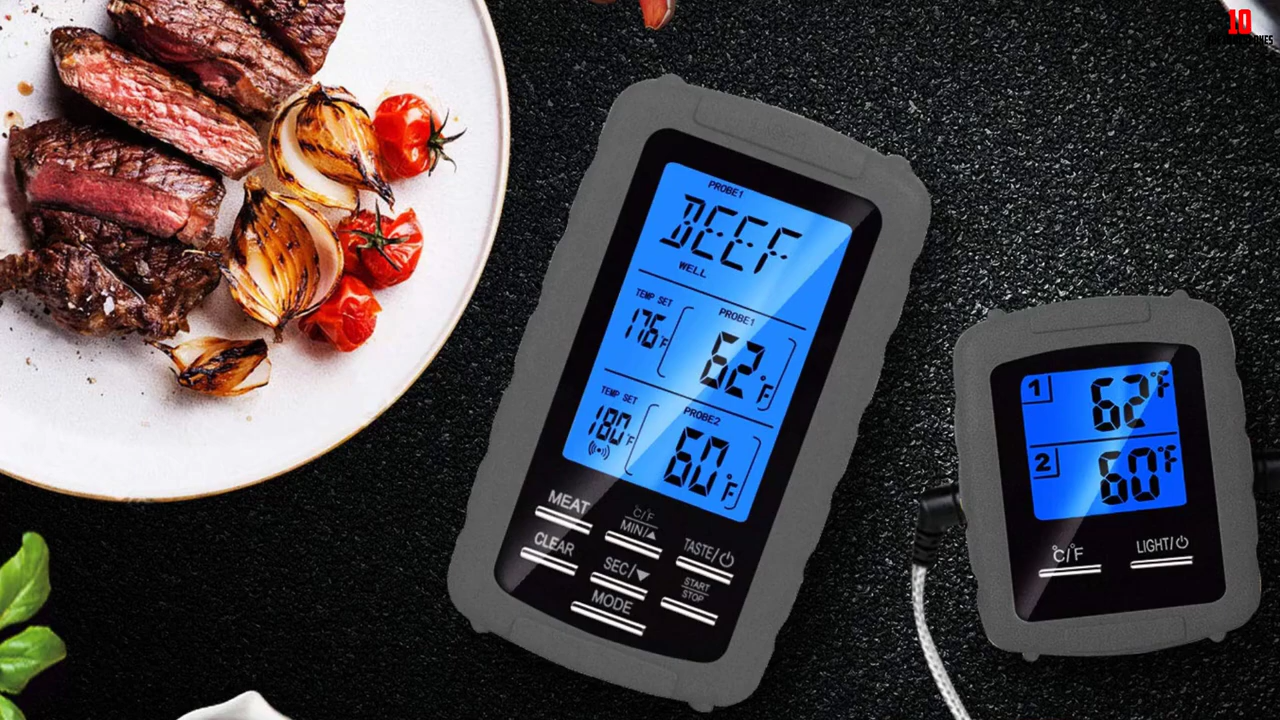 10
PROBE1
BEEF
WELL
TEMP SET
176°F
PROBE1
62°F
TEMP SET
180°F
PROBE2
60°F
MEAT
°C/°F
MIN/▲
TASTE/⏻
CLEAR
SEC/▼
START
STOP
MODE
1
62°F
2
60°F
°C/°F
LIGHT/⏻